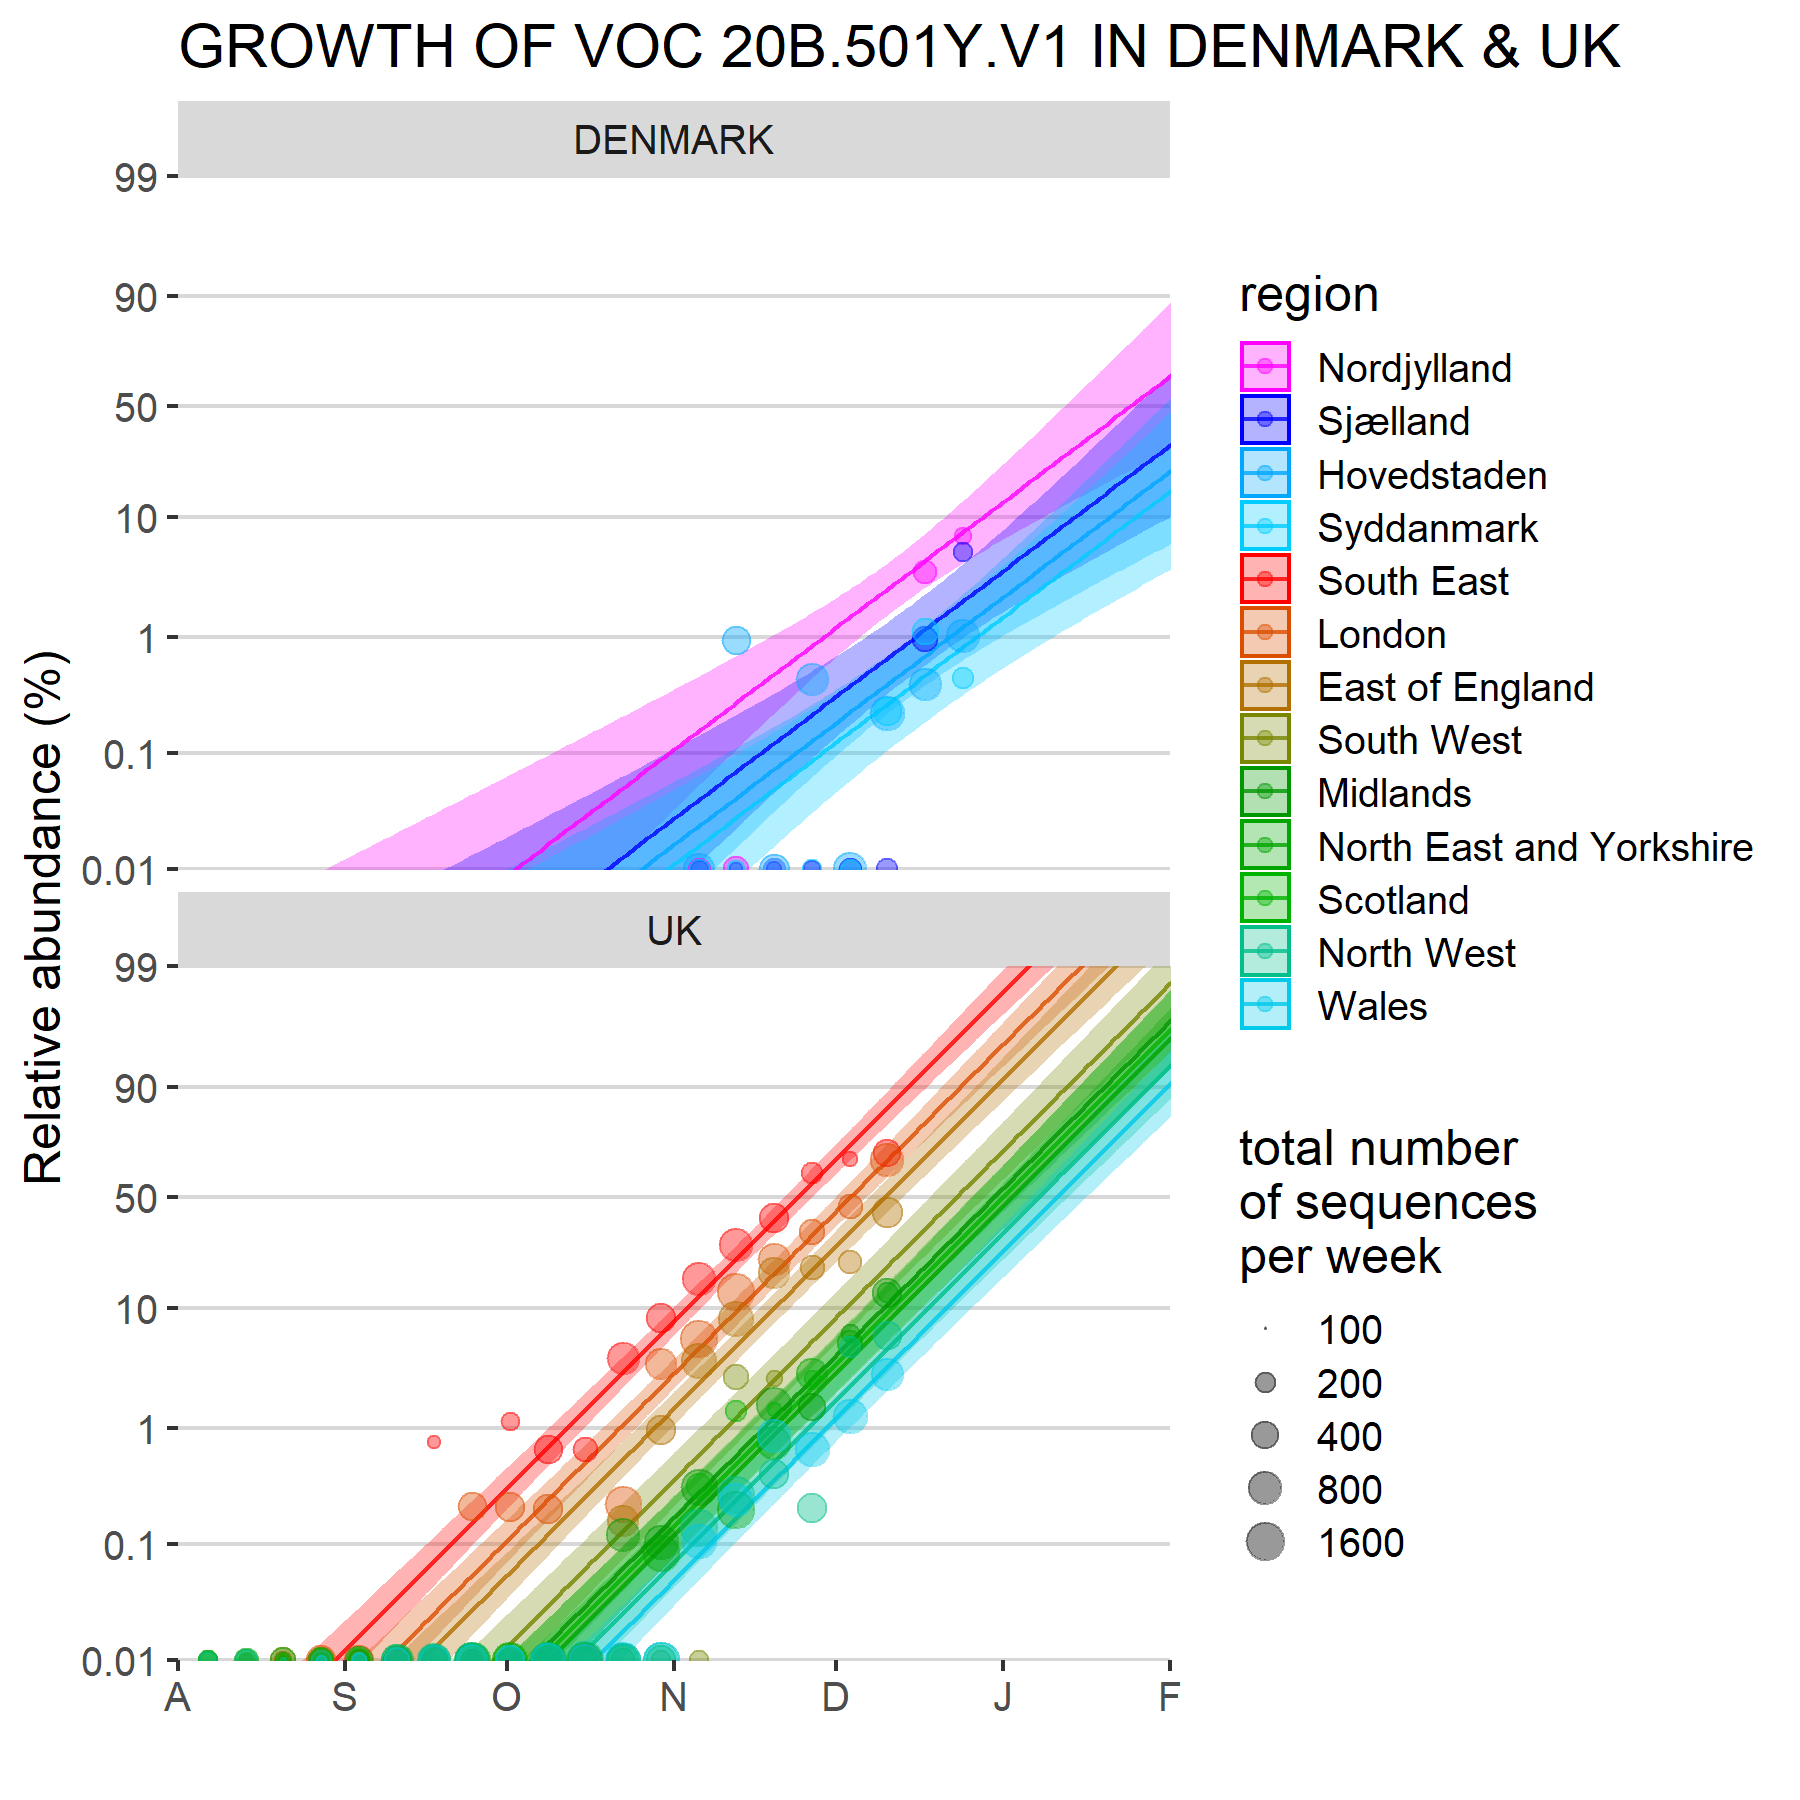 GROWTH OF VOC 20B.501Y.V1 IN DENMARK & UK
DENMARK
99
90
50
10
1
0.1
0.01
UK
99
90
50
10
1
0.1
0.01
A S O N D J F
Relative abundance (%)
region
Nordjylland
Sjælland
Hovedstaden
Syddanmark
South East
London
East of England
South West
Midlands
North East and Yorkshire
Scotland
North West
Wales
total number
of sequences
per week
100
200
400
800
1600